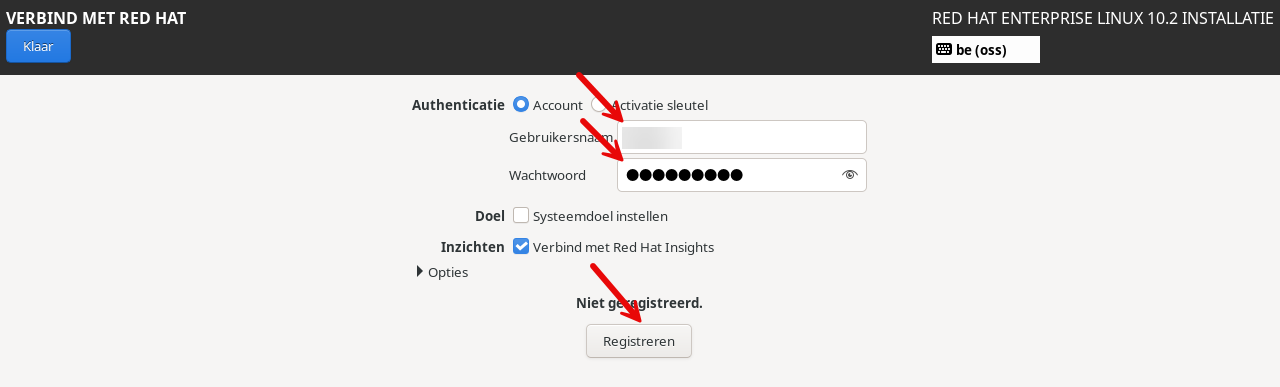 VERBIND MET RED HAT
RED HAT ENTERPRISE LINUX 10.2 INSTALLATIE
Klaar
be (oss)
Authenticatie Account Activatie sleutel
Gebruikersnaam
Wachtwoord ●●●●●●●●●
Doel Systeemdoel instellen
Inzichten Verbind met Red Hat Insights
Opties
Niet geregistreerd.
Registreren